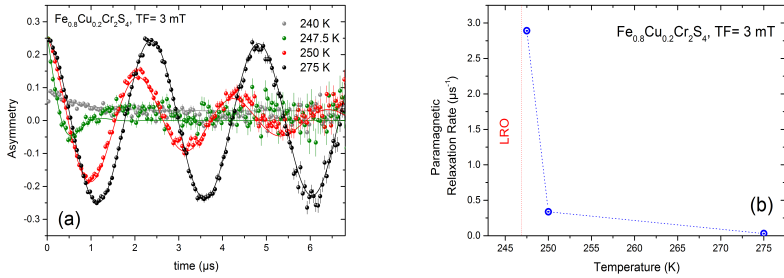 Fe0.8Cu0.2Cr2S4, TF= 3 mT
240 K
247.5 K
250 K
275 K
0.3
0.2
0.1
0.0
-0.1
-0.2
-0.3
Asymmetry
(a)
0 1 2 3 4 5 6
time (µs)
Fe0.8Cu0.2Cr2S4, TF= 3 mT
3.0
2.5
2.0
1.5
1.0
0.5
0.0
Paramagnetic
Relaxation Rate (µs-1)
LRO
(b)
245 250 255 260 265 270 275
Temperature (K)